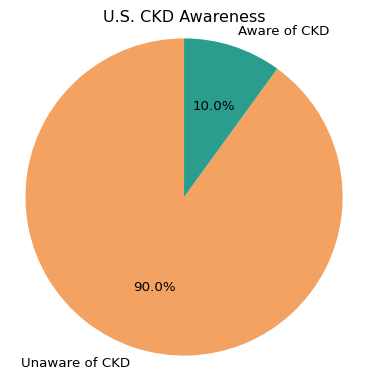 U.S. CKD Awareness
Aware of CKD
10.0%
90.0%
Unaware of CKD